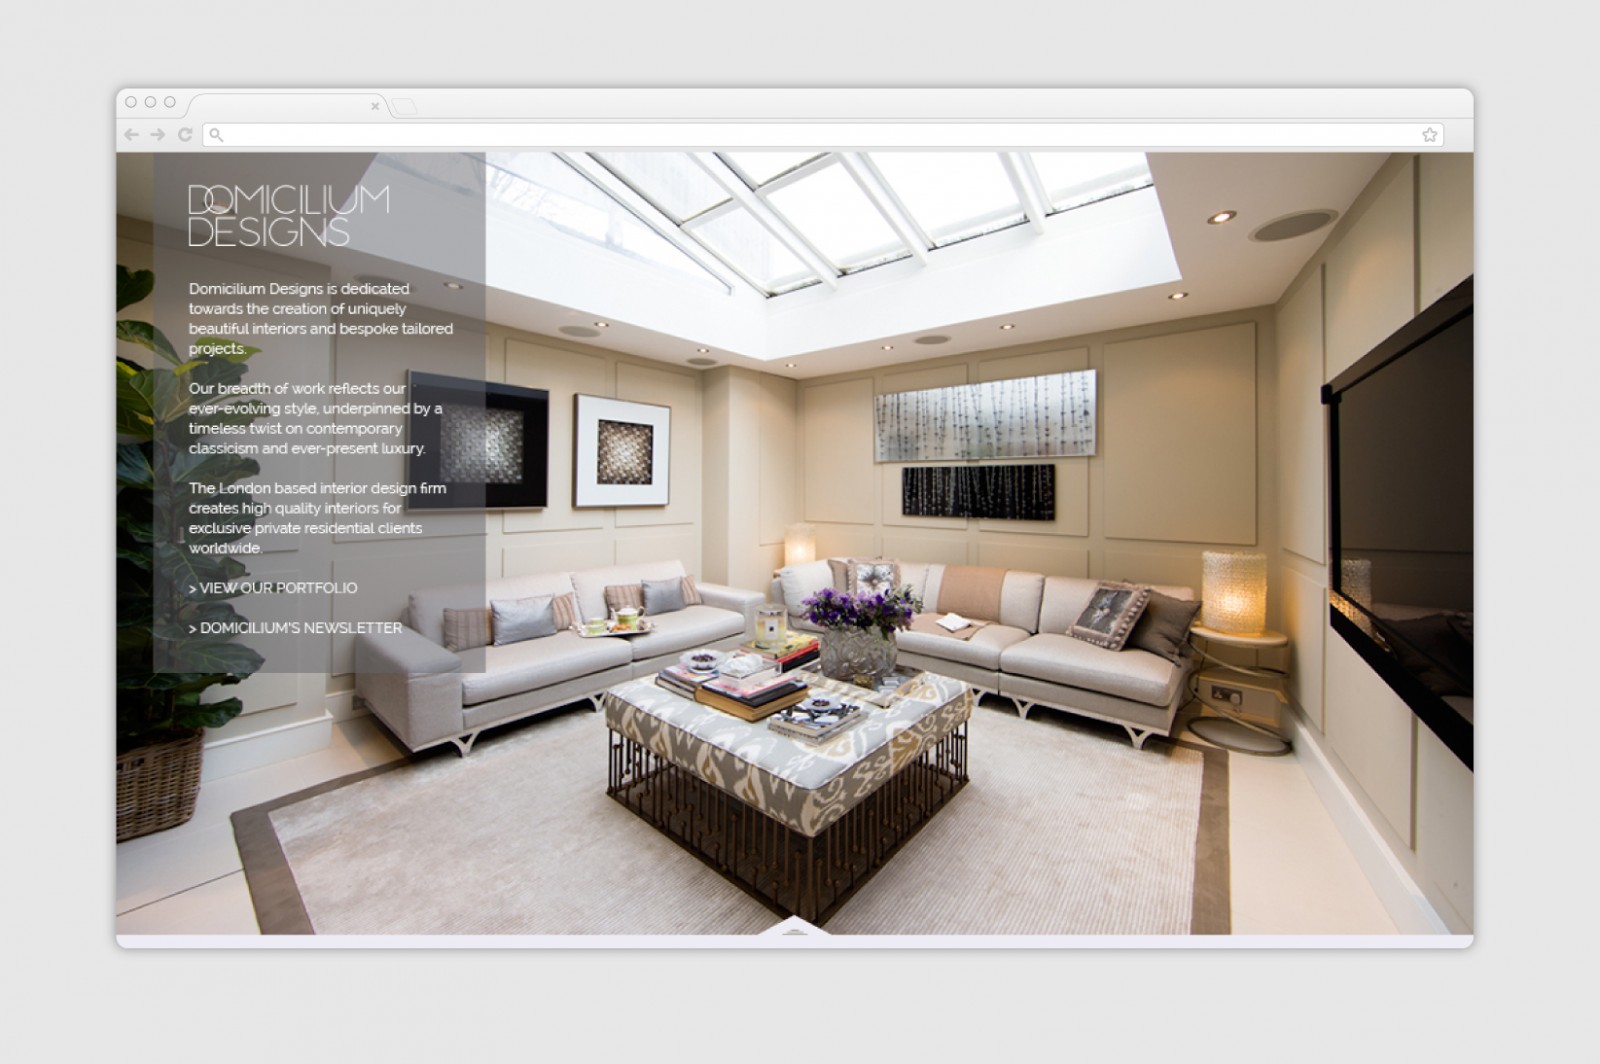 DOMICILIUM
DESIGNS
Domicilium Designs is dedicated
towards the creation of uniquely
beautiful interiors and bespoke tailored
projects.
Our breadth of work reflects our
ever-evolving style, underpinned by a
timeless twist on contemporary
classicism and ever-present luxury.
The London based interior design firm
creates high quality interiors for
exclusive private residential clients
worldwide.
> VIEW OUR PORTFOLIO
> DOMICILIUM'S NEWSLETTER